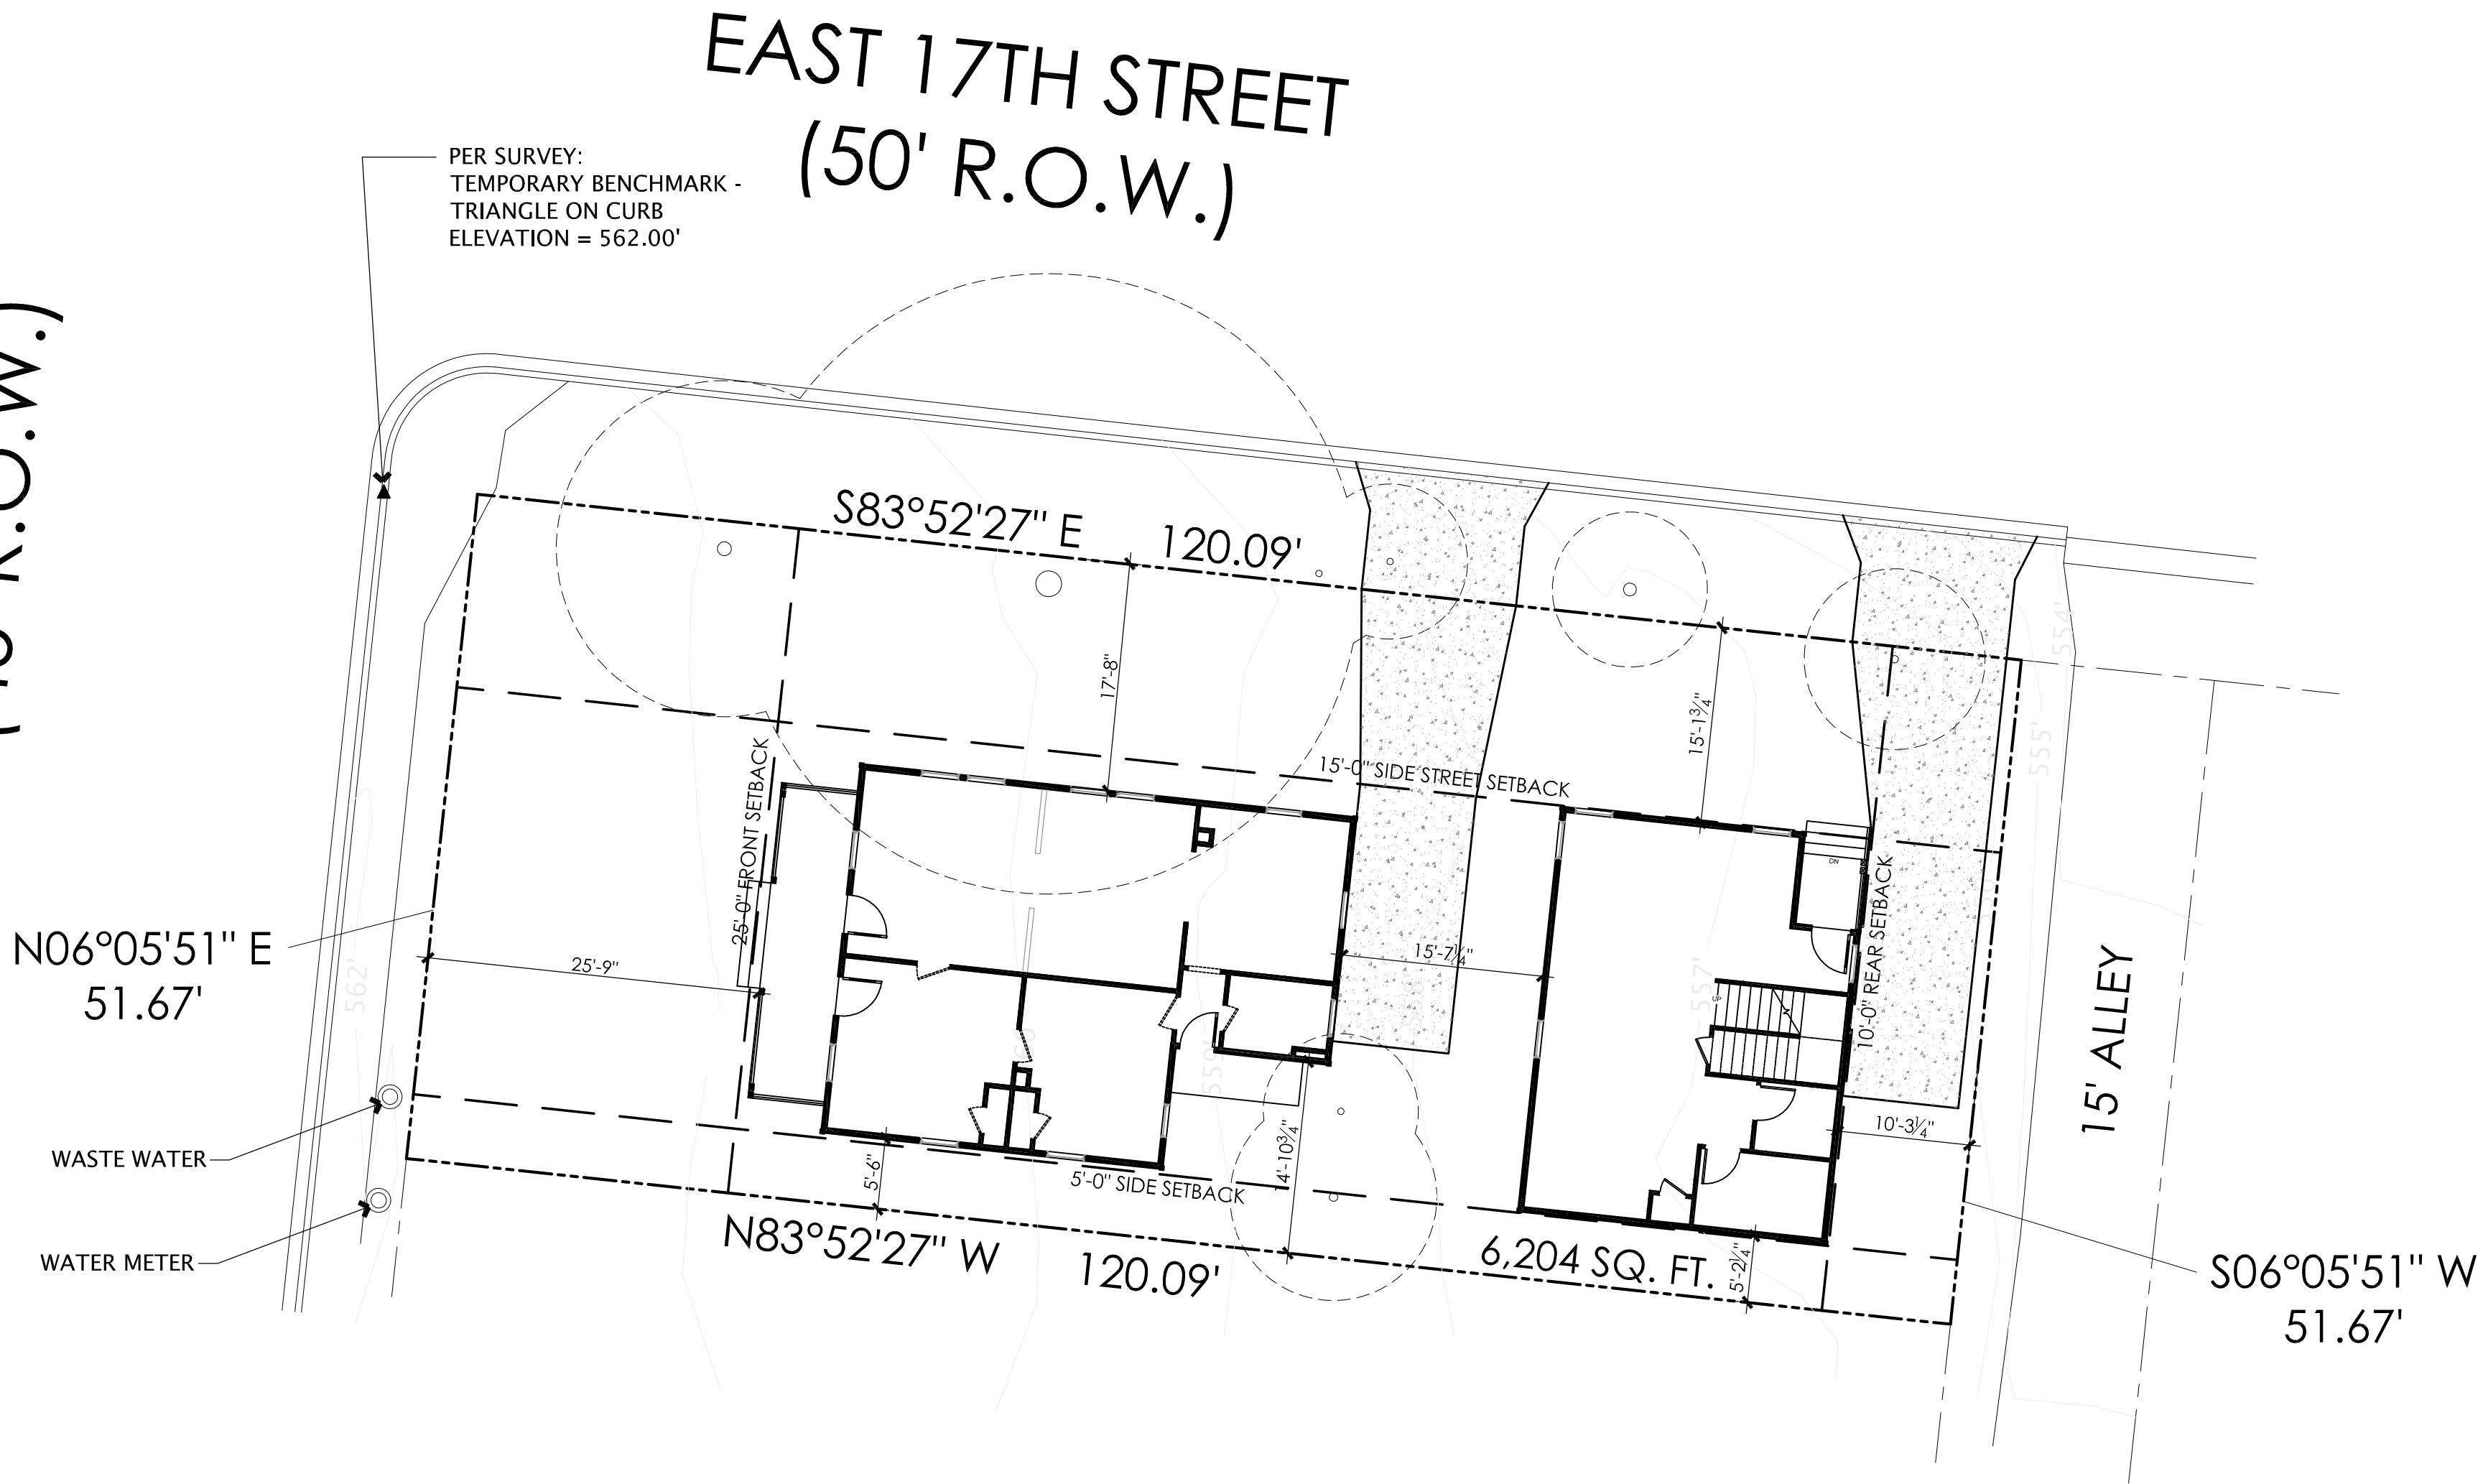 EAST 17TH STREET
(50' R.O.W.)
PER SURVEY:
TEMPORARY BENCHMARK -
TRIANGLE ON CURB
ELEVATION = 562.00'
R.O.W.)
S83°52'27" E 120.09'
554'
17'-8"
15'-1¾"
555'
15'-0" SIDE STREET SETBACK
25'-0" FRONT SETBACK
DN
10'-0" REAR SETBACK
N06°05'51" E
51.67'
562'
25'-9"
15'-7¼"
558'
557'
UP
15' ALLEY
WASTE WATER
WATER METER
10'-3¼"
14'-10¾"
5'-6"
5'-0" SIDE SETBACK
N83°52'27" W 120.09'
6,204 SQ. FT.
5'-2¼"
S06°05'51" W
51.67'